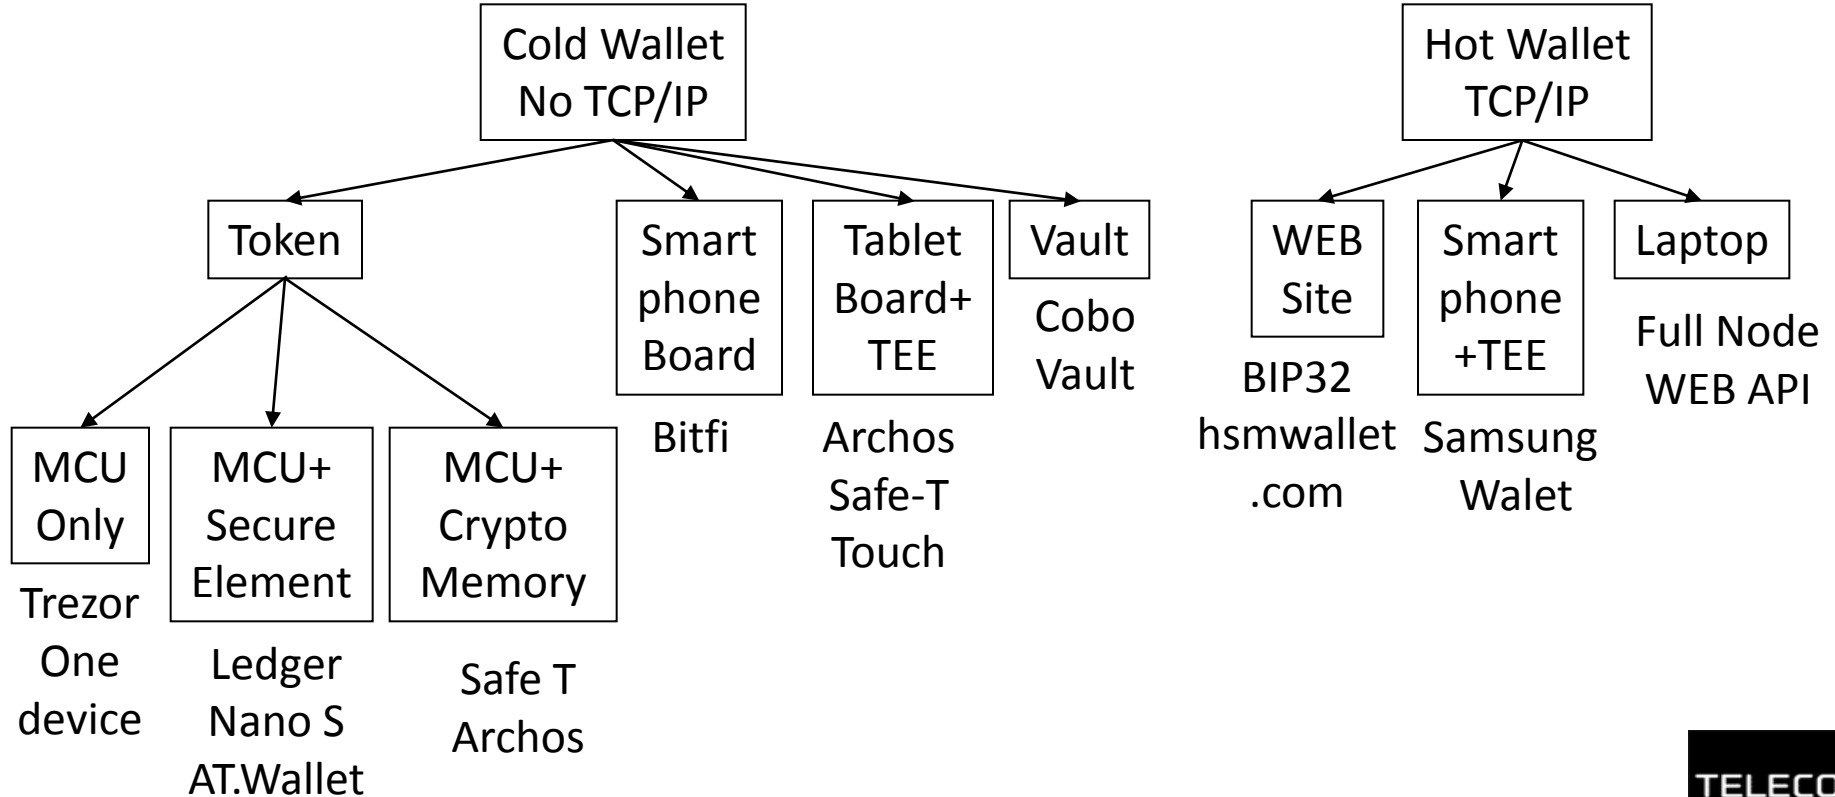 Cold Wallet
No TCP/IP
Hot Wallet
TCP/IP
Token
Smart
phone
Board
Tablet
Board+
TEE
Vault
WEB
Site
Smart
phone
+TEE
Laptop
Cobo
Vault
Full Node
WEB API
BIP32
hsmwallet
.com
Samsung
Walet
Bitfi
Archos
Safe-T
Touch
MCU
Only
MCU+
Secure
Element
MCU+
Crypto
Memory
Trezor
One
device
Ledger
Nano S
AT.Wallet
Safe T
Archos